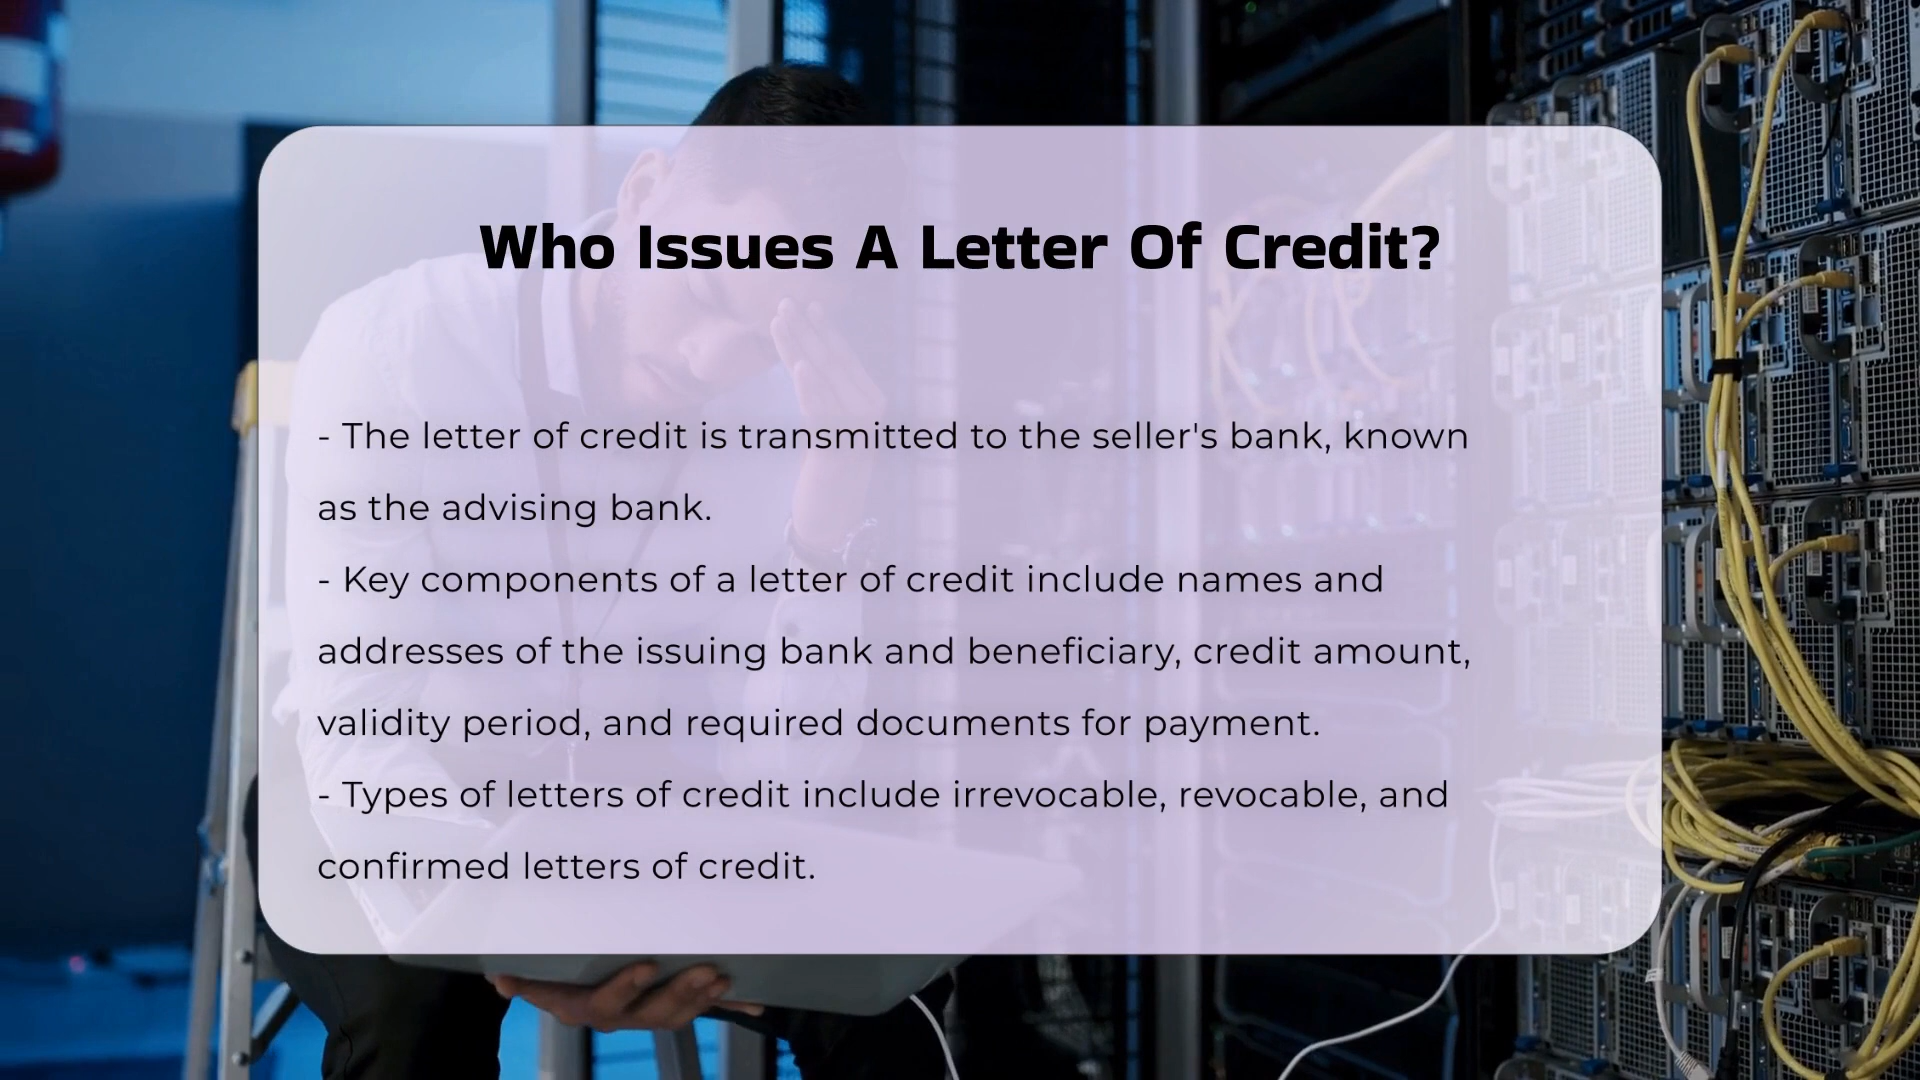 Who Issues A Letter Of Credit?
- The letter of credit is transmitted to the seller's bank, known
as the advising bank.
- Key components of a letter of credit include names and
addresses of the issuing bank and beneficiary, credit amount,
validity period, and required documents for payment.
- Types of letters of credit include irrevocable, revocable, and
confirmed letters of credit.